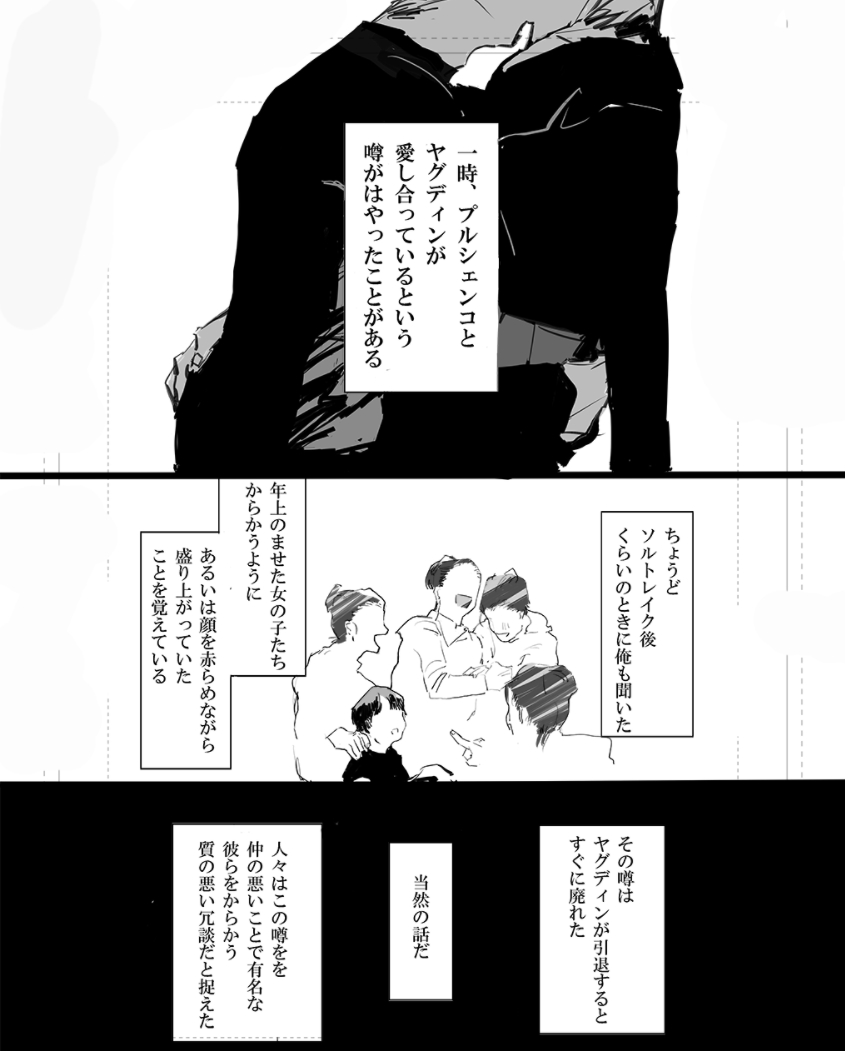 一時、プルシェンコと
ヤグディンが
愛し合っているという
噂がはやったことがある
ちょうど
ソルトレイク後
くらいのときに俺も聞いた
年上のませた女の子たち
からかうように
あるいは顔を赤らめながら
盛り上がっていた
ことを覚えている
その噂は
ヤグディンが引退すると
すぐに廃れた
当然の話だ
人々はこの噂をを
仲の悪いことで有名な
彼らをからかう
質の悪い冗談だと捉えた